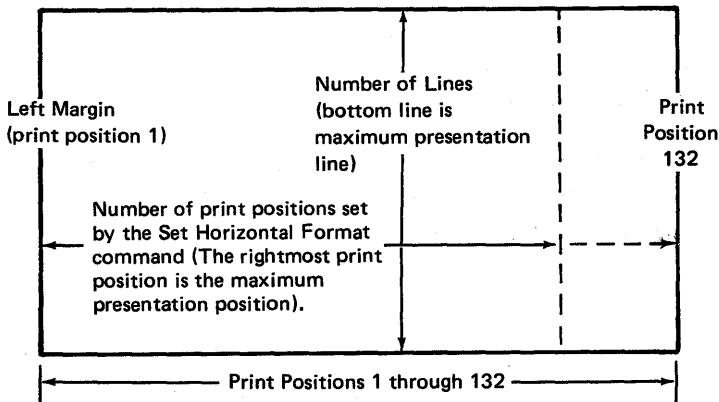 Left Margin
(print position 1)
Number of Lines
(bottom line is
maximum presentation
line)
Print
Position
132
Number of print positions set
by the Set Horizontal Format
command (The rightmost print
position is the maximum
presentation position).
Print Positions 1 through 132